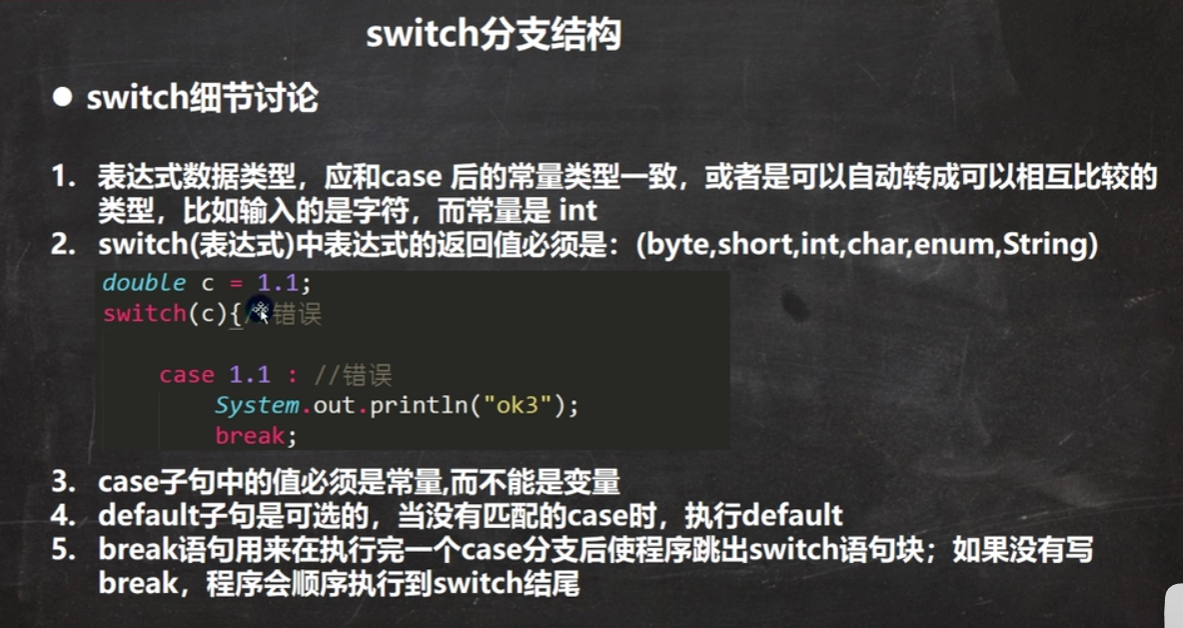 switch分支结构
● switch细节讨论
1. 表达式数据类型，应和case 后的常量类型一致，或者是可以自动转成可以相互比较的
类型，比如输入的是字符，而常量是 int
2. switch(表达式)中表达式的返回值必须是：(byte,short,int,char,enum,String)
double c = 1.1;
switch(c){//错误
case 1.1 : //错误
System.out.println("ok3");
break;
3. case子句中的值必须是常量,而不能是变量
4. default子句是可选的，当没有匹配的case时，执行default
5. break语句用来在执行完一个case分支后使程序跳出switch语句块；如果没有写
break，程序会顺序执行到switch结尾